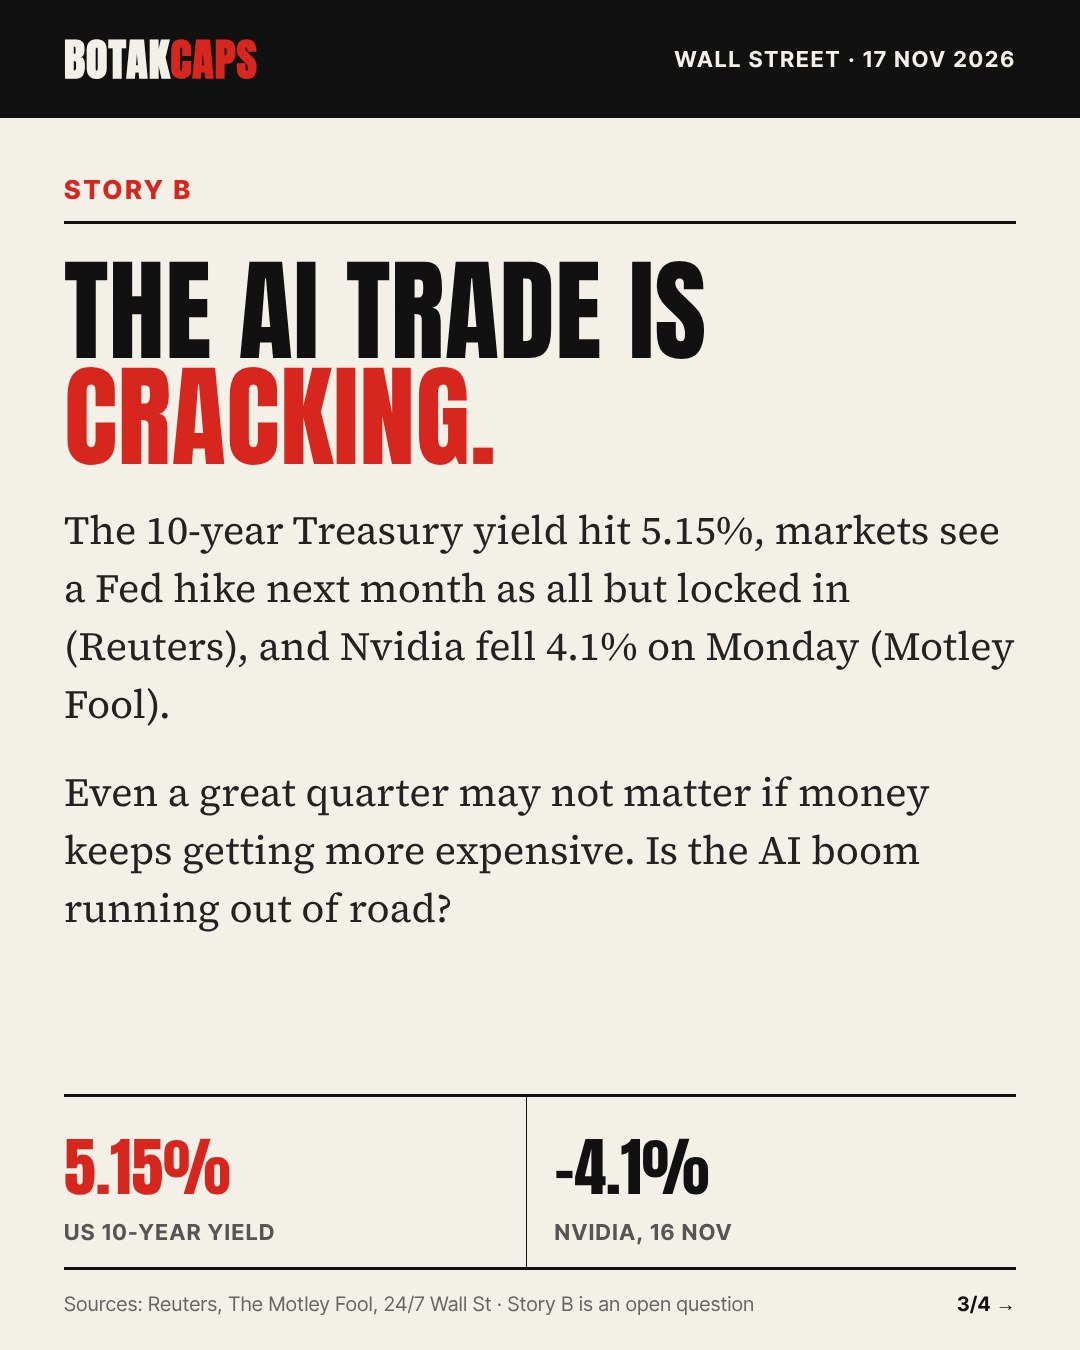 BOTAKCAPS
WALL STREET · 17 NOV 2026
STORY B
THE AI TRADE IS
CRACKING.
The 10-year Treasury yield hit 5.15%, markets see
a Fed hike next month as all but locked in
(Reuters), and Nvidia fell 4.1% on Monday (Motley
Fool).
Even a great quarter may not matter if money
keeps getting more expensive. Is the AI boom
running out of road?
5.15%
US 10-YEAR YIELD
-4.1%
NVIDIA, 16 NOV
Sources: Reuters, The Motley Fool, 24/7 Wall St · Story B is an open question
3/4 →